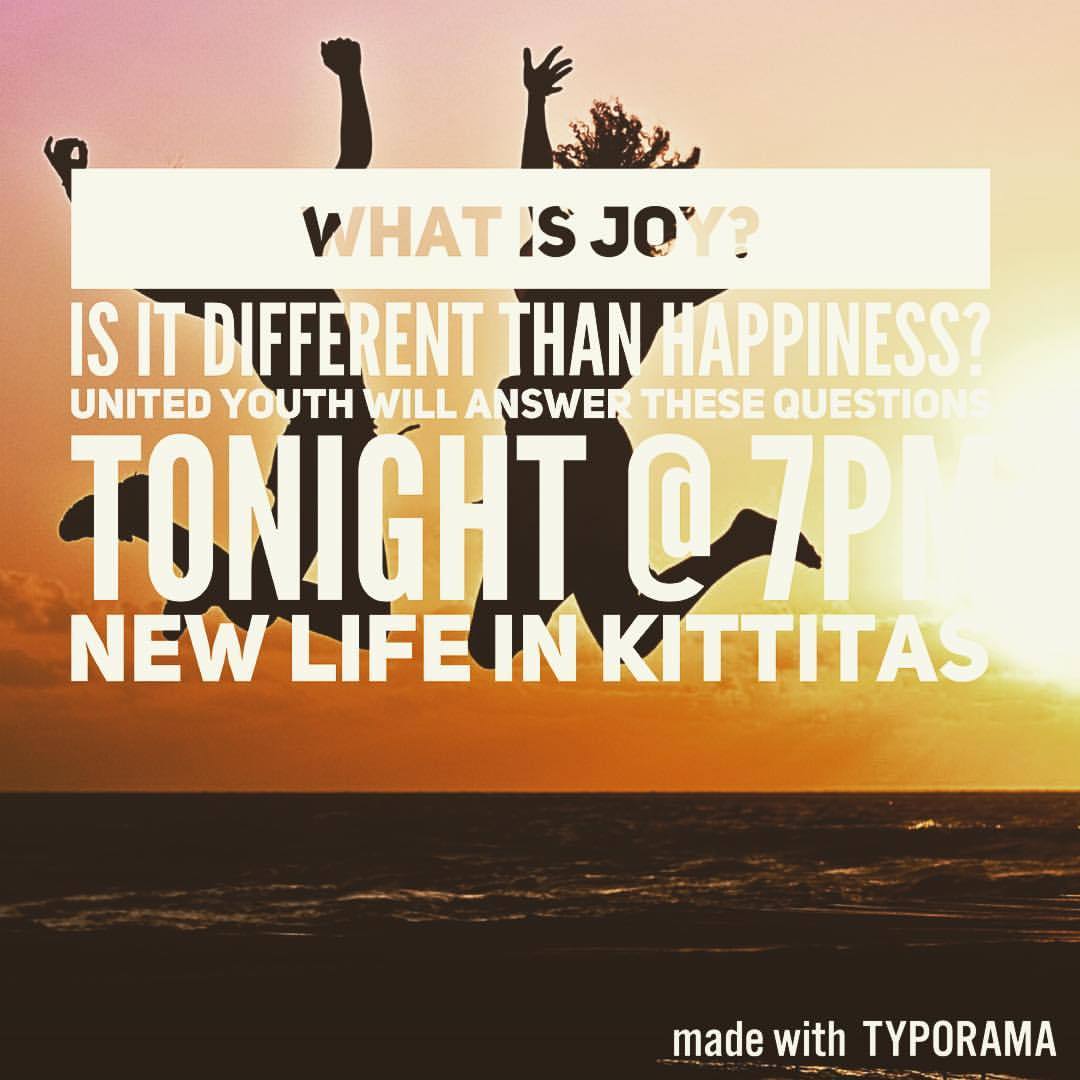 WHAT IS JOY?
IS IT DIFFERENT THAN HAPPINESS?
UNITED YOUTH WILL ANSWER THESE QUESTIONS
TONIGHT @ 7PM
NEW LIFE IN KITTITAS
made with TYPORAMA